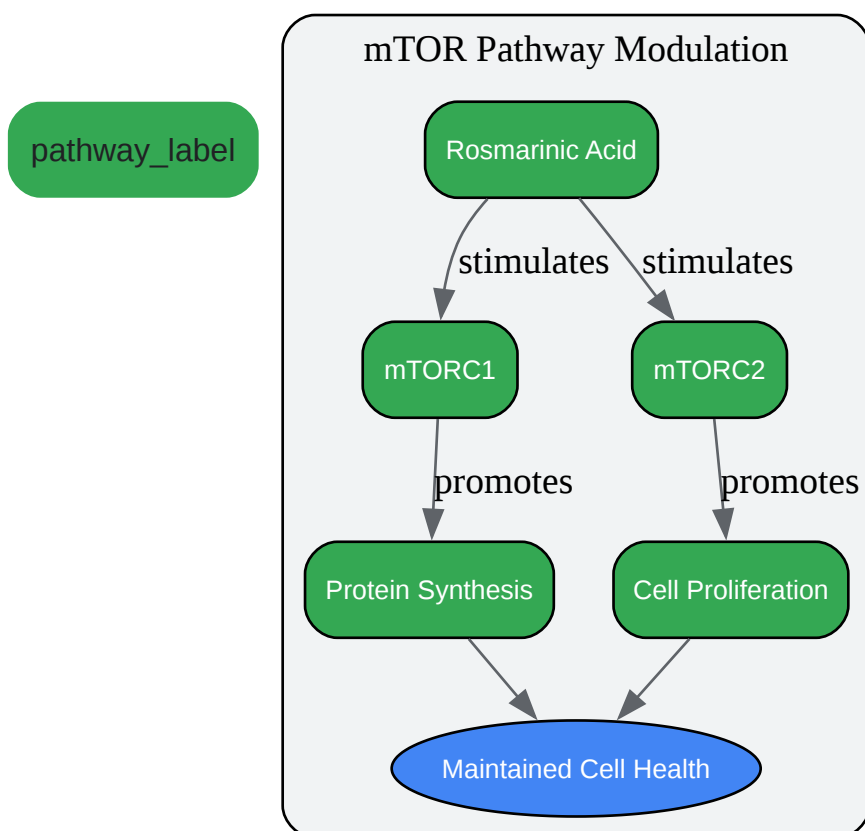 mTOR Pathway Modulation
pathway_label
Rosmarinic Acid
stimulates
stimulates
mTORC1
mTORC2
promotes
promotes
Protein Synthesis
Cell Proliferation
Maintained Cell Health